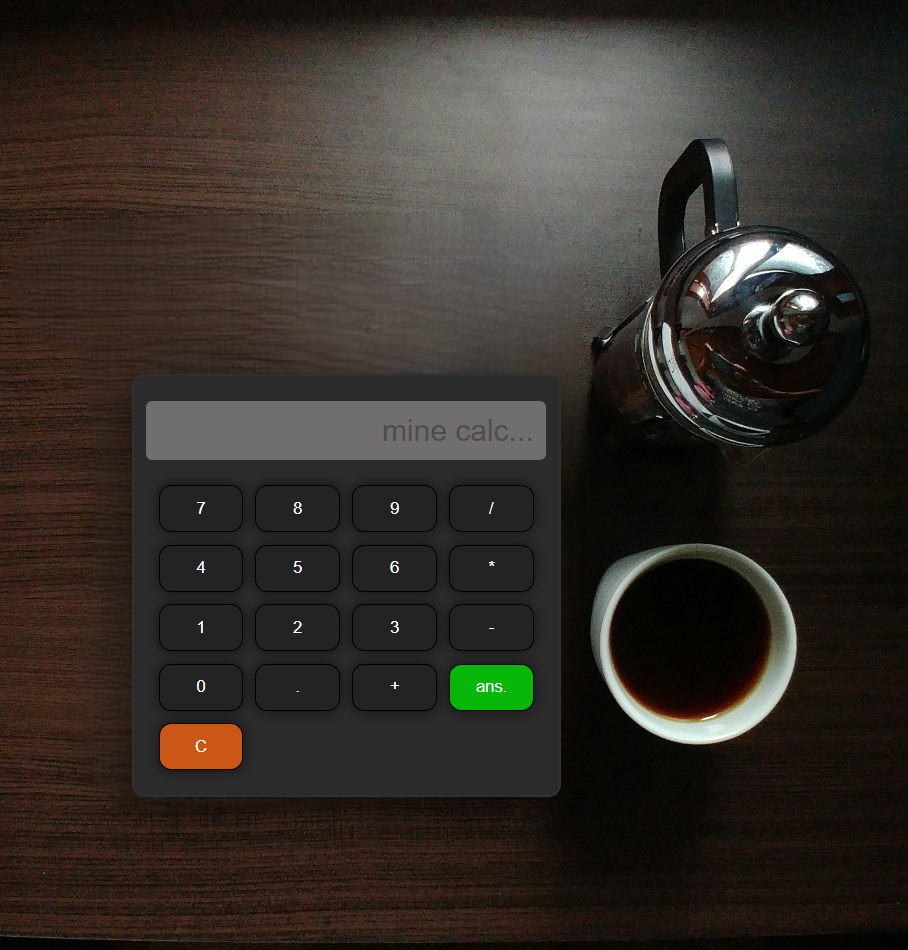 mine calc...
7 8 9 /
4 5 6 *
1 2 3 -
0 . + ans.
C